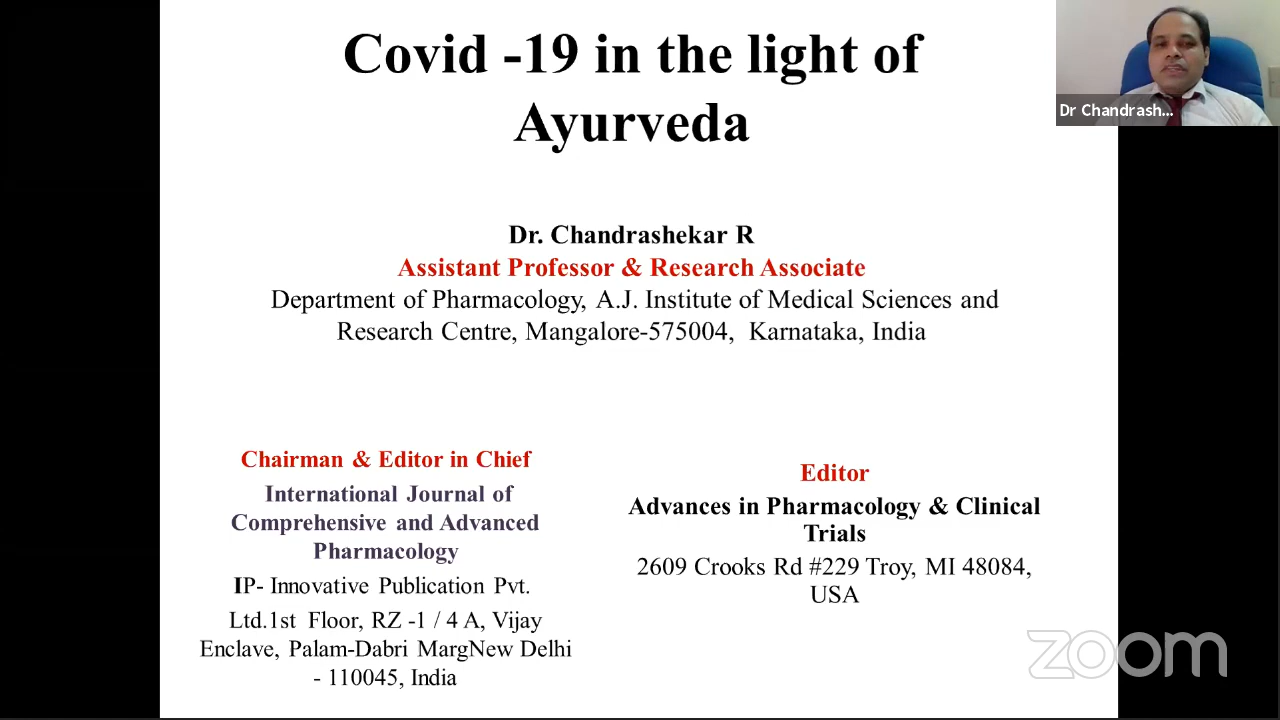 Covid -19 in the light of
Ayurveda
Dr Chandrash...
Dr. Chandrashekar R
Assistant Professor & Research Associate
Department of Pharmacology, A.J. Institute of Medical Sciences and
Research Centre, Mangalore-575004, Karnataka, India
Chairman & Editor in Chief
International Journal of
Comprehensive and Advanced
Pharmacology
IP- Innovative Publication Pvt.
Ltd.1st Floor, RZ -1 / 4 A, Vijay
Enclave, Palam-Dabri MargNew Delhi
- 110045, India
Editor
Advances in Pharmacology & Clinical
Trials
2609 Crooks Rd #229 Troy, MI 48084,
USA
zoom